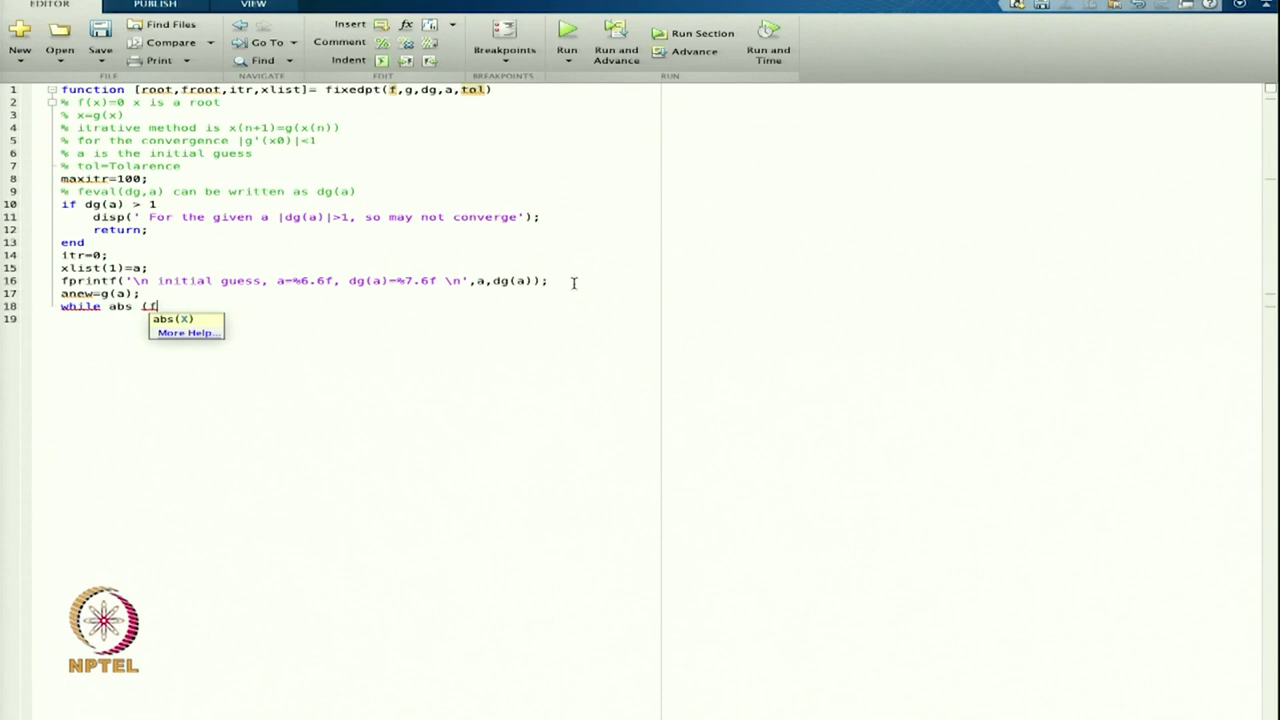 EDITOR PUBLISH VIEW
New Open Save Find Files Compare Print
Go To Find
Insert fx
Comment
Indent
Breakpoints
Run Run and Advance Run Section Advance Run and Time
FILE NAVIGATE EDIT BREAKPOINTS RUN
1 function [root,froot,itr,xlist]= fixedpt(f,g,dg,a,tol)
2 % f(x)=0 x is a root
3 % x=g(x)
4 % itrative method is x(n+1)=g(x(n))
5 % for the convergence |g'(x0)|<1
6 % a is the initial guess
7 % tol=Tolarence
8 maxitr=100;
9 % feval(dg,a) can be written as dg(a)
10 if dg(a) > 1
11 disp(' For the given a |dg(a)|>1, so may not converge');
12 return;
13 end
14 itr=0;
15 xlist(1)=a;
16 fprintf('\n initial guess, a=%6.6f, dg(a)=%7.6f \n',a,dg(a));
17 anew=g(a);
18 while abs (f
19
abs(X)
More Help...
NPTEL